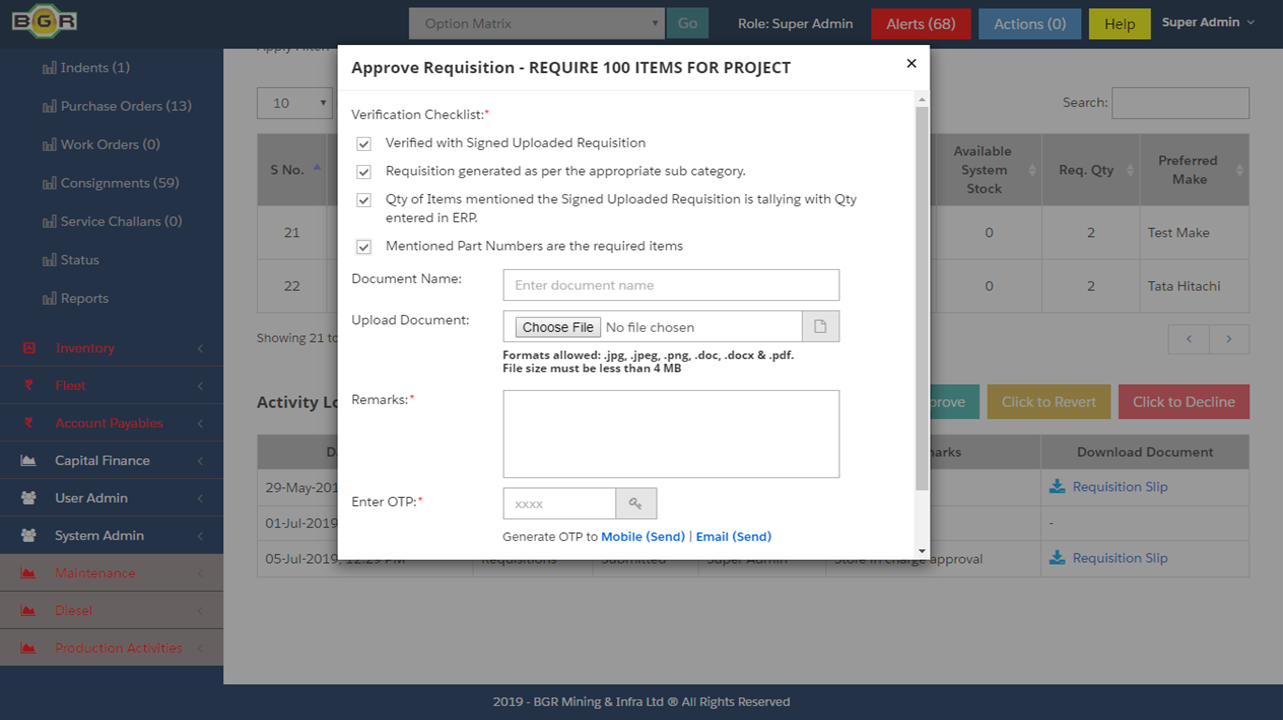 BGR
Option Matrix
Go
Role: Super Admin
Alerts (68)
Actions (0)
Help
Super Admin
Indents (1)
Purchase Orders (13)
Work Orders (0)
Consignments (59)
Service Challans (0)
Status
Reports
Inventory
Fleet
Account Payables
Capital Finance
User Admin
System Admin
Maintenance
Diesel
Production Activities
10
Search:
S No.
Available
System
Stock
Req. Qty
Preferred
Make
21
0
2
Test Make
22
0
2
Tata Hitachi
Showing 21 to
Approve Requisition - REQUIRE 100 ITEMS FOR PROJECT
Verification Checklist:*
Verified with Signed Uploaded Requisition
Requisition generated as per the appropriate sub category.
Qty of Items mentioned the Signed Uploaded Requisition is tallying with Qty
entered in ERP.
Mentioned Part Numbers are the required items
Document Name:
Enter document name
Upload Document:
Choose File No file chosen
Formats allowed: .jpg, .jpeg, .png, .doc, .docx & .pdf.
File size must be less than 4 MB
Remarks:*
Enter OTP:*
xxxx
Generate OTP to Mobile (Send) | Email (Send)
Activity Lo
prove
Click to Revert
Click to Decline
Download Document
29-May-201
Requisition Slip
01-Jul-2019
-
05-Jul-2019, 12:29 PM
Requisitions
Submitted
Super Admin
Store in charge approval
Requisition Slip
2019 - BGR Mining & Infra Ltd ® All Rights Reserved